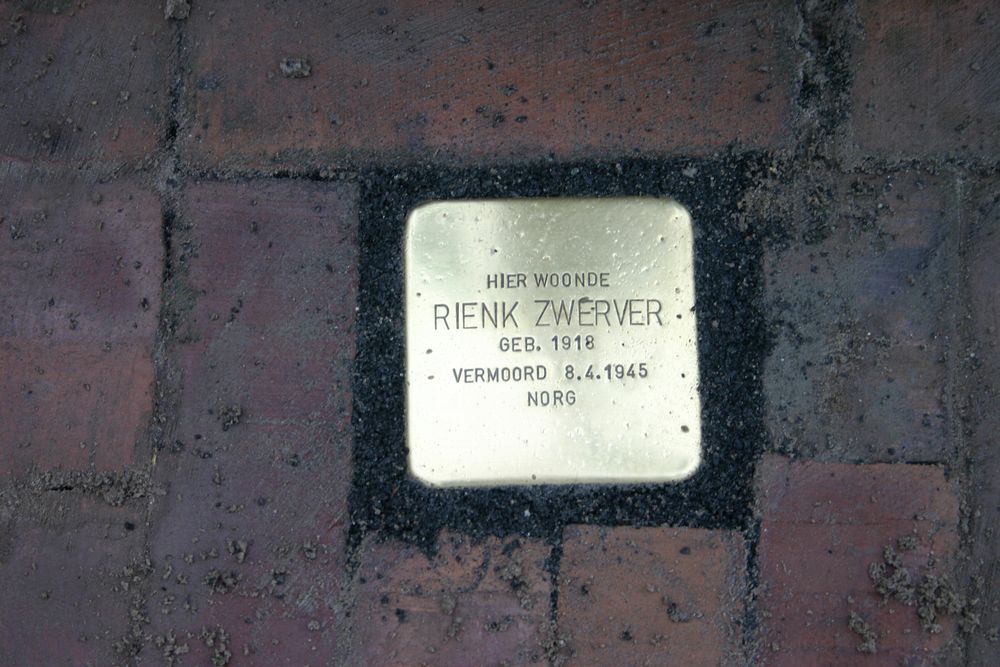 HIER WOONDE
RIENK ZWERVER
GEB. 1918
VERMOORD 8.4.1945
NORG